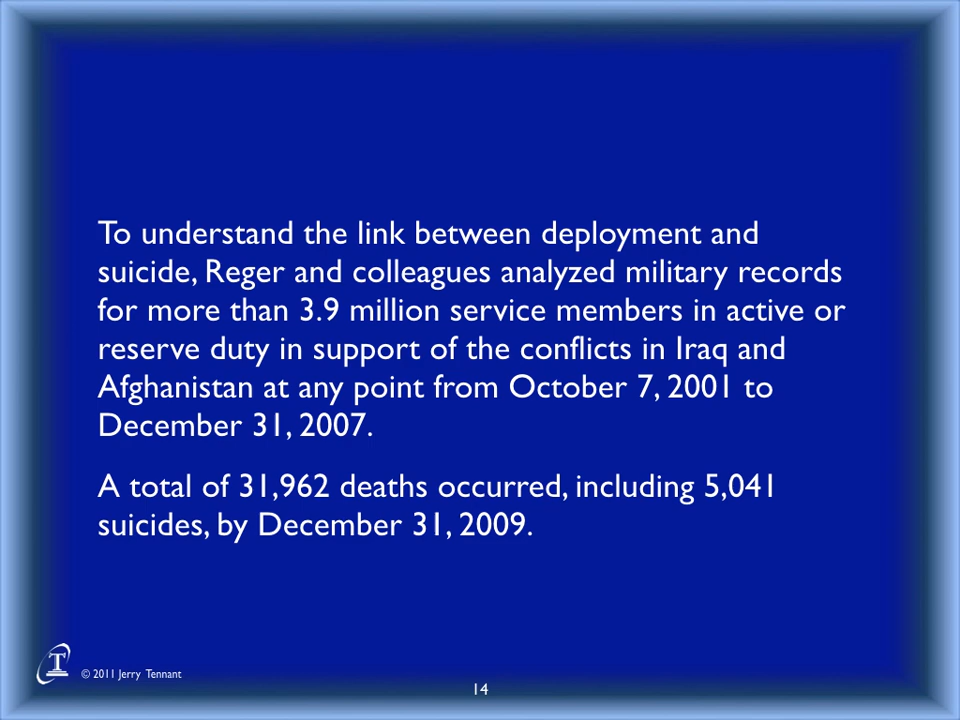 To understand the link between deployment and
suicide, Reger and colleagues analyzed military records
for more than 3.9 million service members in active or
reserve duty in support of the conflicts in Iraq and
Afghanistan at any point from October 7, 2001 to
December 31, 2007.
A total of 31,962 deaths occurred, including 5,041
suicides, by December 31, 2009.
T
© 2011 Jerry Tennant
14